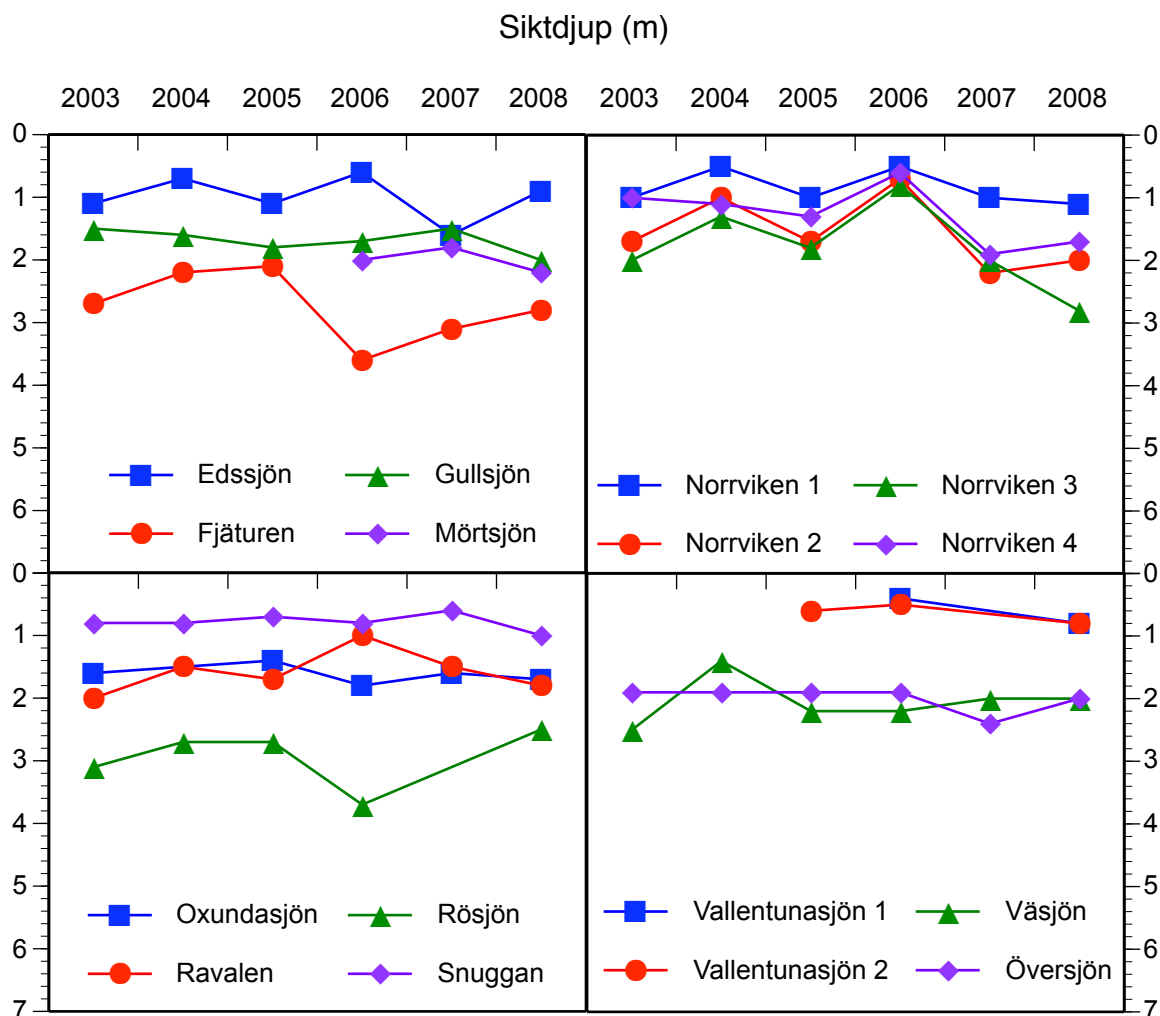 Siktdjup (m)
2003 2004 2005 2006 2007 2008 2003 2004 2005 2006 2007 2008
0 0
1 1
2 2
3 3
4 4
5 5
Edssjön Gullsjön Norrviken 1 Norrviken 3
6 6
Fjäturen Mörtsjön Norrviken 2 Norrviken 4
0 0
1 1
2 2
3 3
4 4
5 5
Oxundasjön Rösjön Vallentunasjön 1 Väsjön
6 6
Ravalen Snuggan Vallentunasjön 2 Översjön
7 7